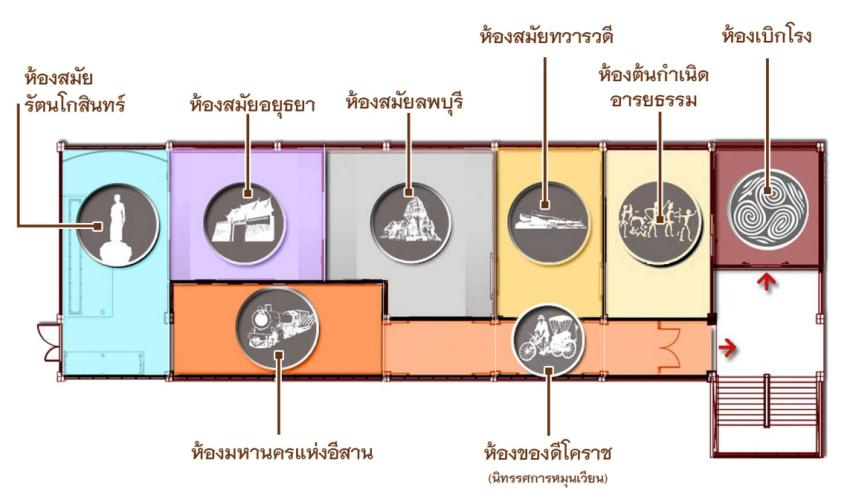 ห้องสมัยทวารวดี
ห้องเบิกโรง
ห้องสมัย
รัตนโกสินทร์
ห้องสมัยอยุธยา
ห้องสมัยลพบุรี
ห้องต้นกำเนิด
อารยธรรม
ห้องมหานครแห่งอีสาน
ห้องของดีโคราช
(นิทรรศการหมุนเวียน)